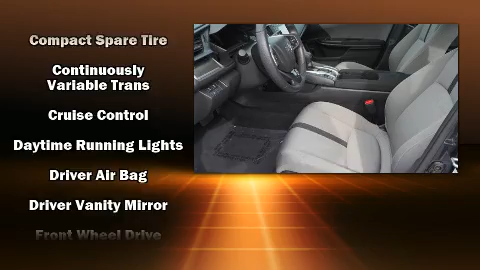 Compact Spare Tire
Continuously
Variable Trans
Cruise Control
Daytime Running Lights
Driver Air Bag
Driver Vanity Mirror
Front Wheel Drive